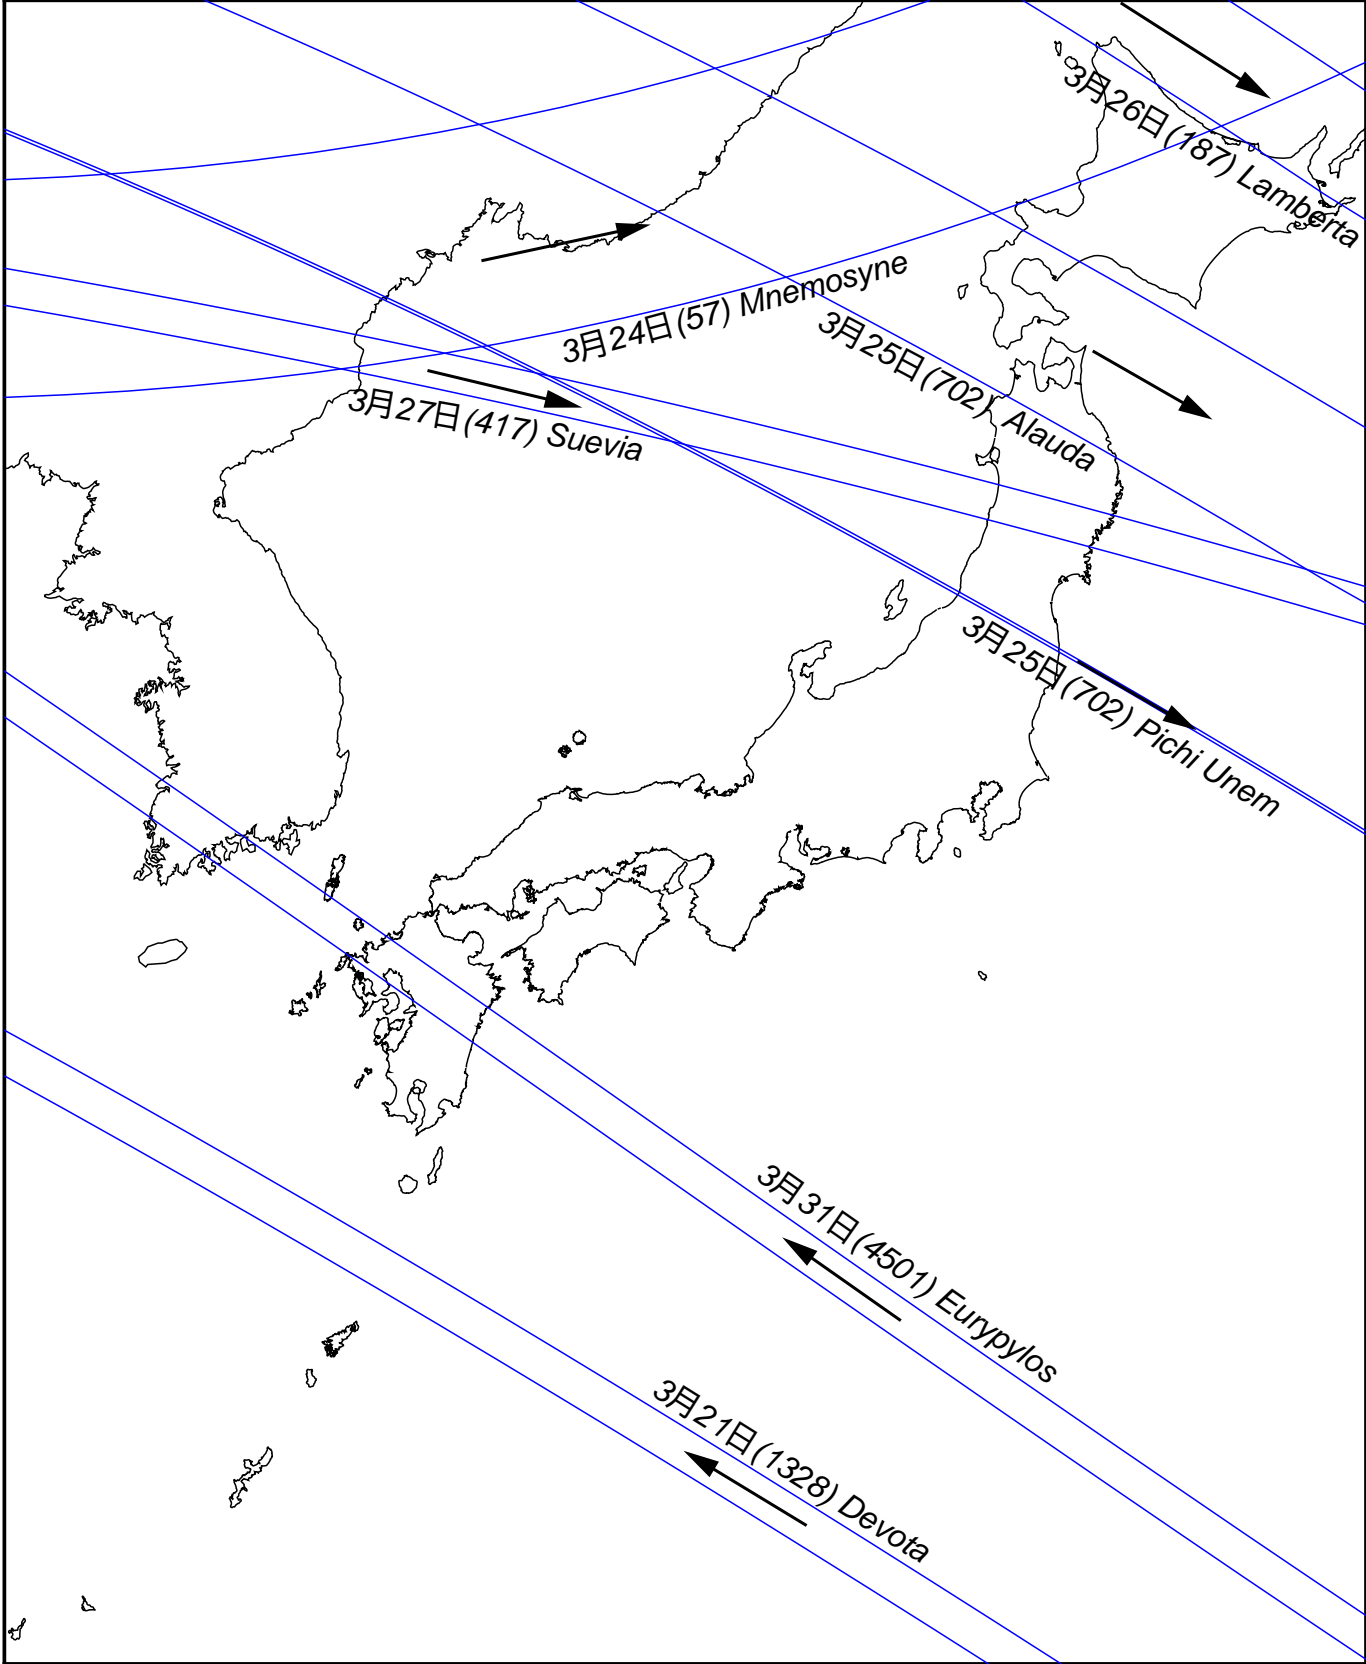 3月26日(187) Lamberta
3月24日(57) Mnemosyne
3月25日(702) Alauda
3月27日(417) Suevia
3月25日(702) Pichi Unem
3月31日(4501) Eurypylos
3月21日(1328) Devota